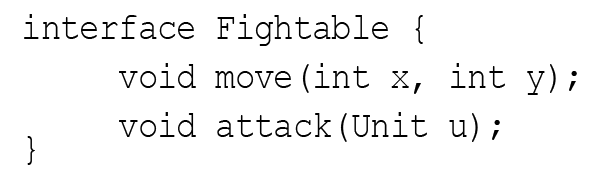 interface Fightable {
void move(int x, int y);
void attack(Unit u);
}